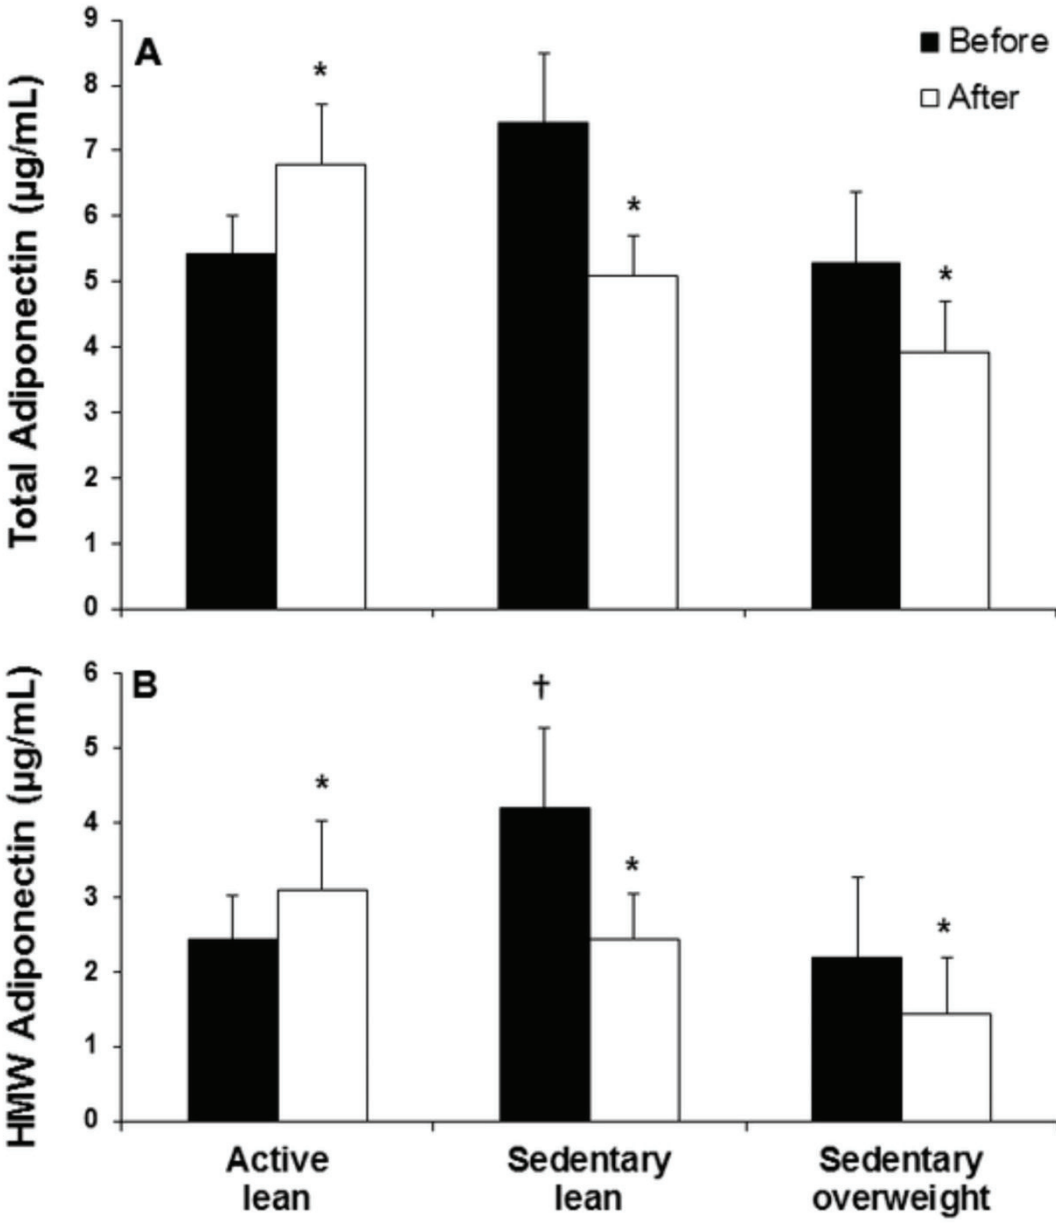 A
Before
After
Total Adiponectin (µg/mL)
9
8
7
6
5
4
3
2
1
0
*
*
*
B
HMW Adiponectin (µg/mL)
6
5
4
3
2
1
0
*
†
*
*
Active
lean
Sedentary
lean
Sedentary
overweight